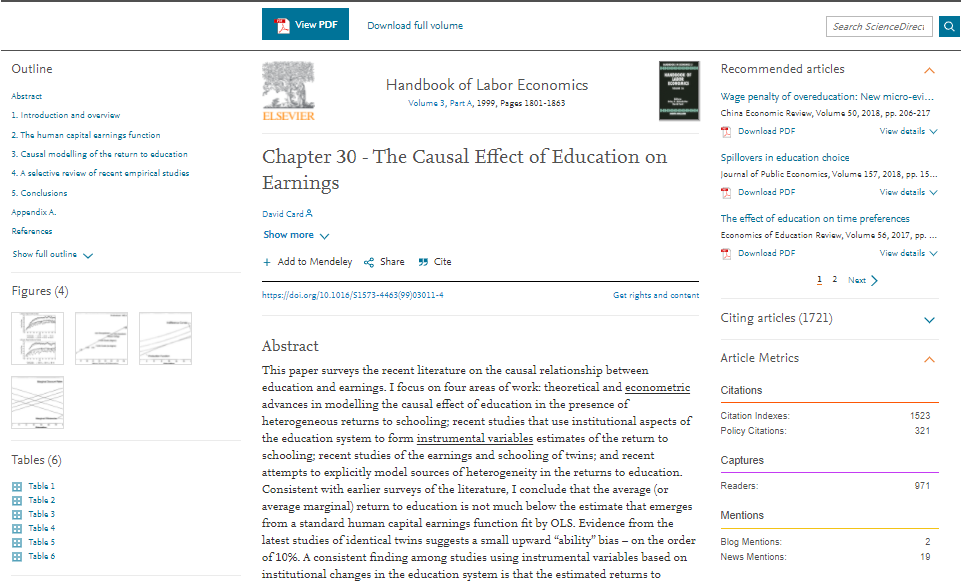 View PDF
Download full volume
Search ScienceDirect
Outline
Abstract
1. Introduction and overview
2. The human capital earnings function
3. Causal modelling of the return to education
4. A selective review of recent empirical studies
5. Conclusions
Appendix A.
References
Show full outline
Figures (4)
Tables (6)
Table 1
Table 2
Table 3
Table 4
Table 5
Table 6
ELSEVIER
Handbook of Labor Economics
Volume 3, Part A, 1999, Pages 1801-1863
HANDBOOK OF
LABOR
ECONOMICS
Chapter 30 - The Causal Effect of Education on
Earnings
David Card
Show more
Add to Mendeley
Share
Cite
https://doi.org/10.1016/S1573-4463(99)03011-4
Get rights and content
Abstract
This paper surveys the recent literature on the causal relationship between
education and earnings. I focus on four areas of work: theoretical and econometric
advances in modelling the causal effect of education in the presence of
heterogeneous returns to schooling; recent studies that use institutional aspects of
the education system to form instrumental variables estimates of the return to
schooling; recent studies of the earnings and schooling of twins; and recent
attempts to explicitly model sources of heterogeneity in the returns to education.
Consistent with earlier surveys of the literature, I conclude that the average (or
average marginal) return to education is not much below the estimate that emerges
from a standard human capital earnings function fit by OLS. Evidence from the
latest studies of identical twins suggests a small upward “ability” bias – on the order
of 10%. A consistent finding among studies using instrumental variables based on
institutional changes in the education system is that the estimated returns to
Recommended articles
Wage penalty of overeducation: New micro-evi...
China Economic Review, Volume 50, 2018, pp. 206-217
Download PDF
View details
Spillovers in education choice
Journal of Public Economics, Volume 157, 2018, pp. 15...
Download PDF
View details
The effect of education on time preferences
Economics of Education Review, Volume 56, 2017, pp. ...
Download PDF
View details
1 2 Next
Citing articles (1721)
Article Metrics
Citations
Citation Indexes: 1523
Policy Citations: 321
Captures
Readers: 971
Mentions
Blog Mentions: 2
News Mentions: 19